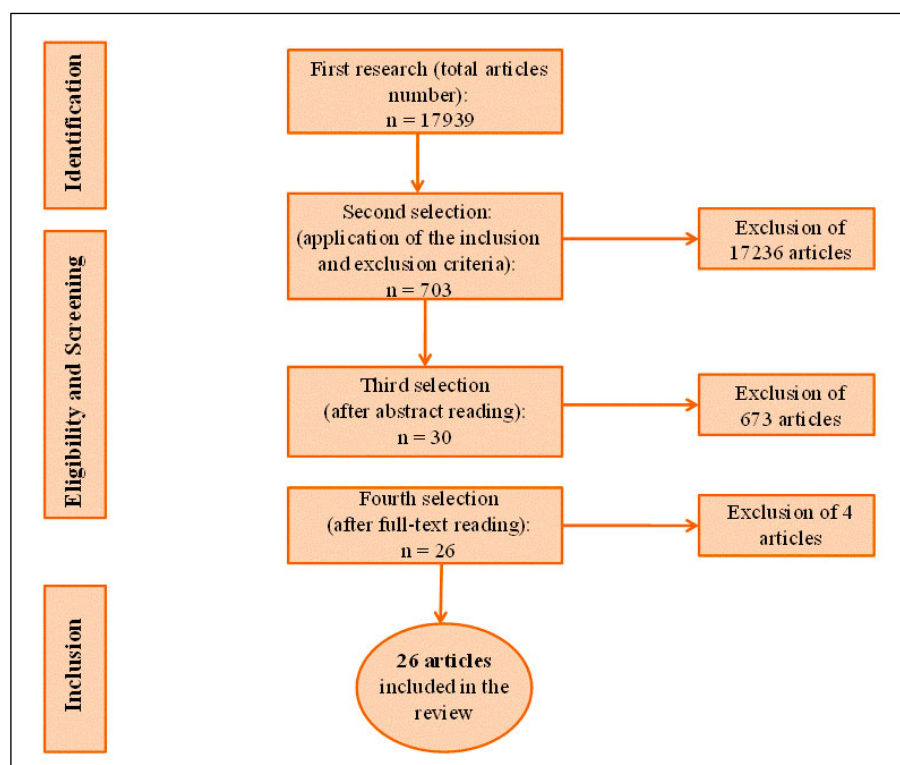 Identification
First research (total articles
number):
n = 17939
Second selection:
(application of the inclusion
and exclusion criteria):
n = 703
Exclusion of
17236 articles
Eligibility and Screening
Third selection
(after abstract reading):
n = 30
Exclusion of
673 articles
Fourth selection
(after full-text reading):
n = 26
Exclusion of 4
articles
Inclusion
26 articles
included in the
review